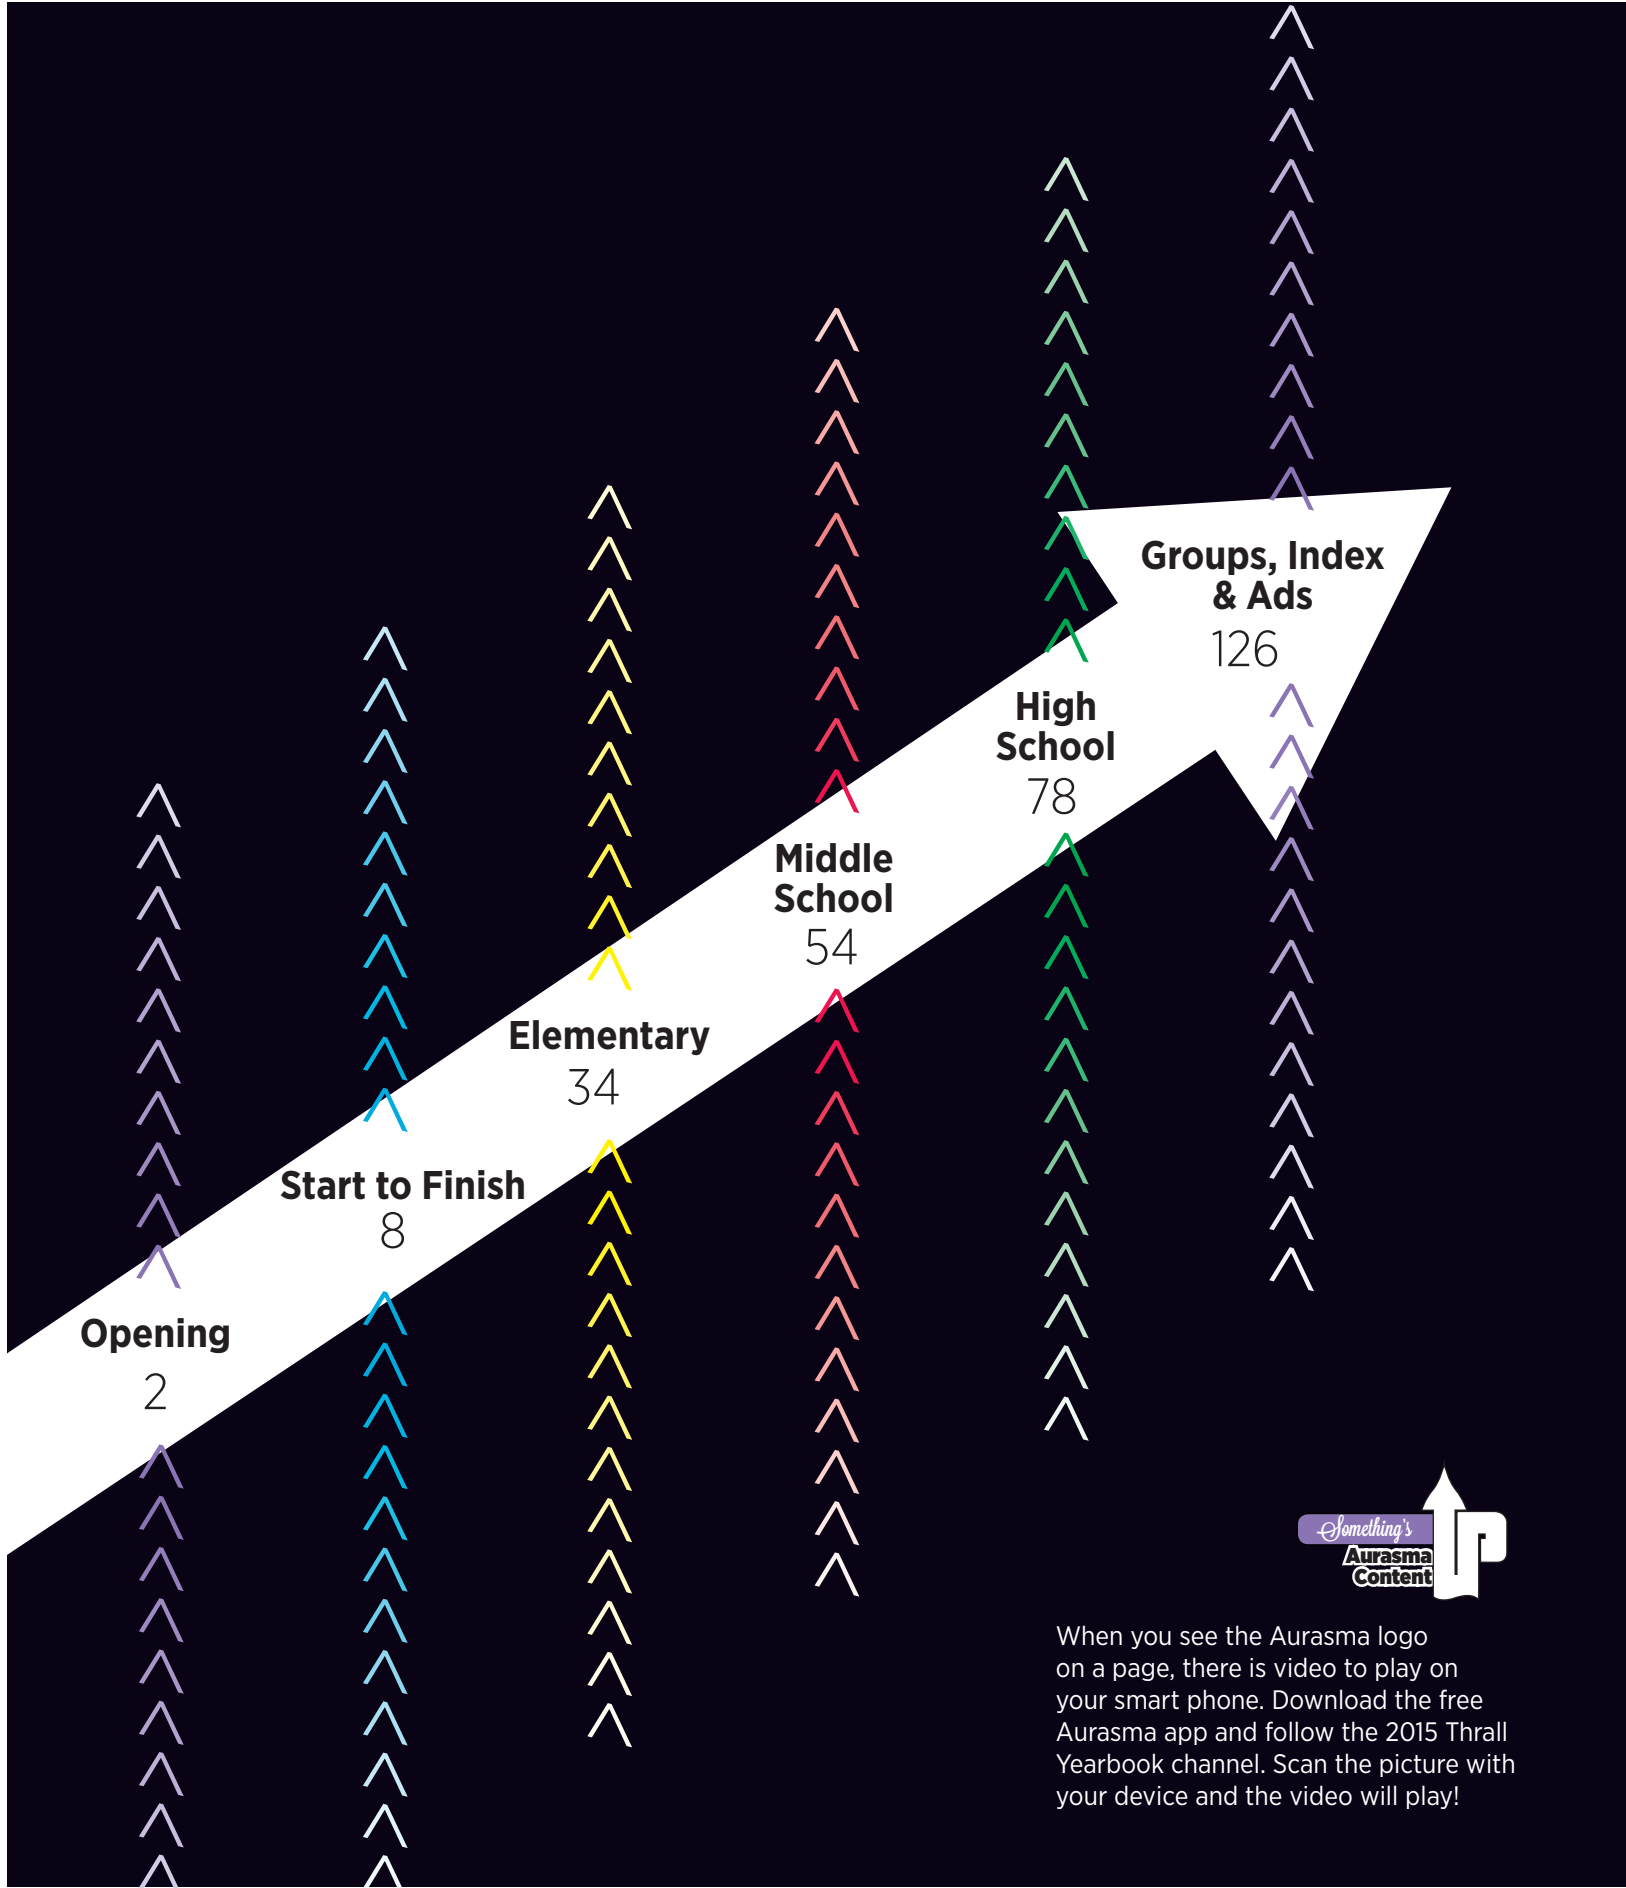 Groups, Index
& Ads
126
High
School
78
Middle
School
54
Elementary
34
Start to Finish
8
Opening
2
Something's
UP
Aurasma
Content
When you see the Aurasma logo
on a page, there is video to play on
your smart phone. Download the free
Aurasma app and follow the 2015 Thrall
Yearbook channel. Scan the picture with
your device and the video will play!